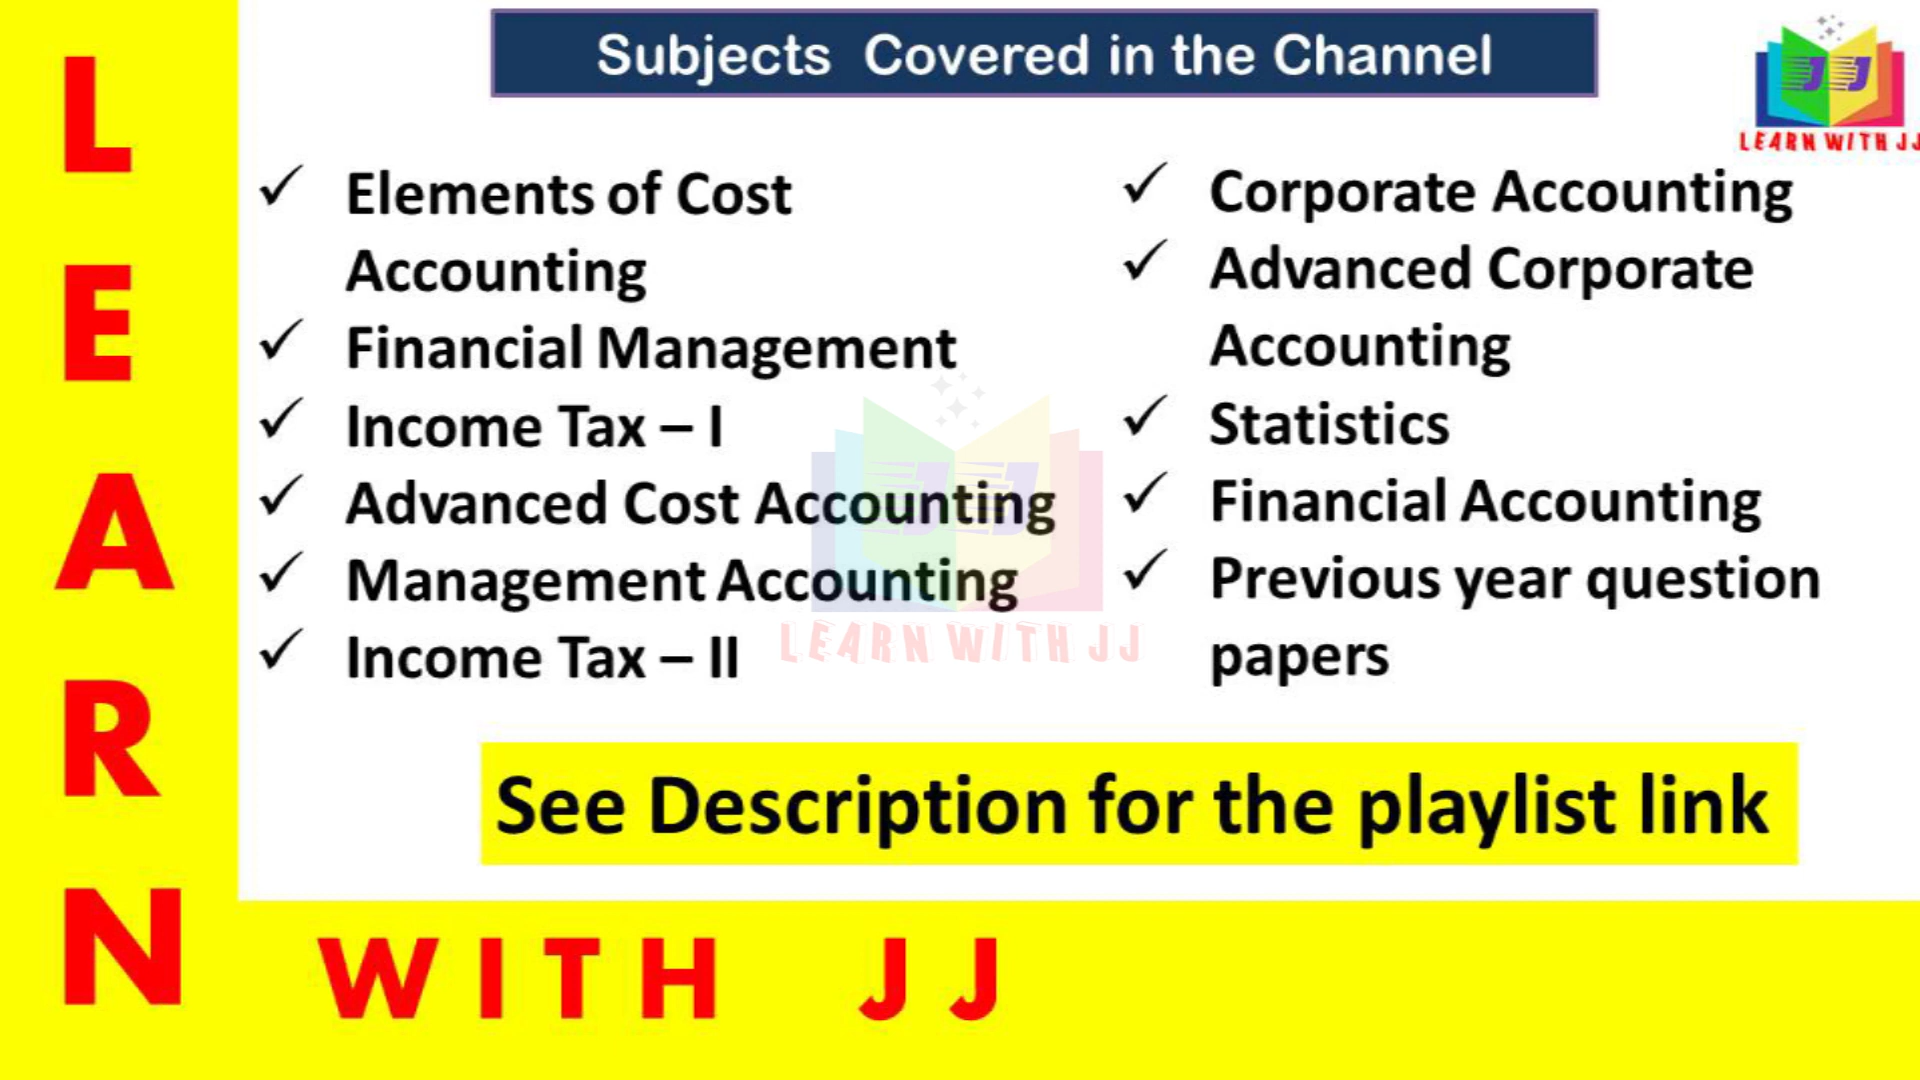 Subjects Covered in the Channel
LEARN WITH JJ
✓ Elements of Cost
Accounting
✓ Financial Management
✓ Income Tax – I
✓ Advanced Cost Accounting
✓ Management Accounting
✓ Income Tax – II
✓ Corporate Accounting
✓ Advanced Corporate
Accounting
✓ Statistics
✓ Financial Accounting
✓ Previous year question
papers
JJ
LEARN WITH JJ
See Description for the playlist link
LEARN
WITH JJ